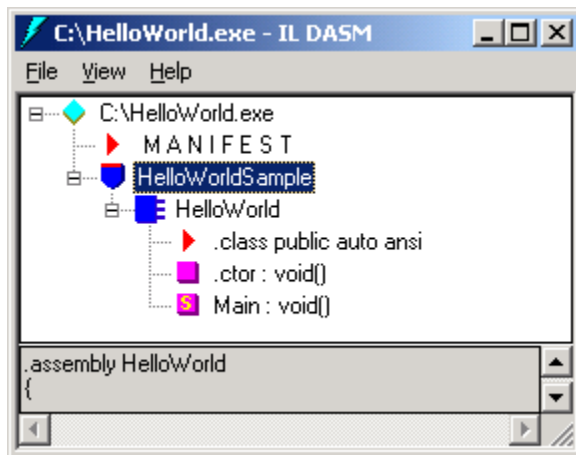 C:\HelloWorld.exe - IL DASM
File View Help
C:\HelloWorld.exe
M A N I F E S T
HelloWorldSample
HelloWorld
.class public auto ansi
.ctor : void()
S Main : void()
.assembly HelloWorld
{